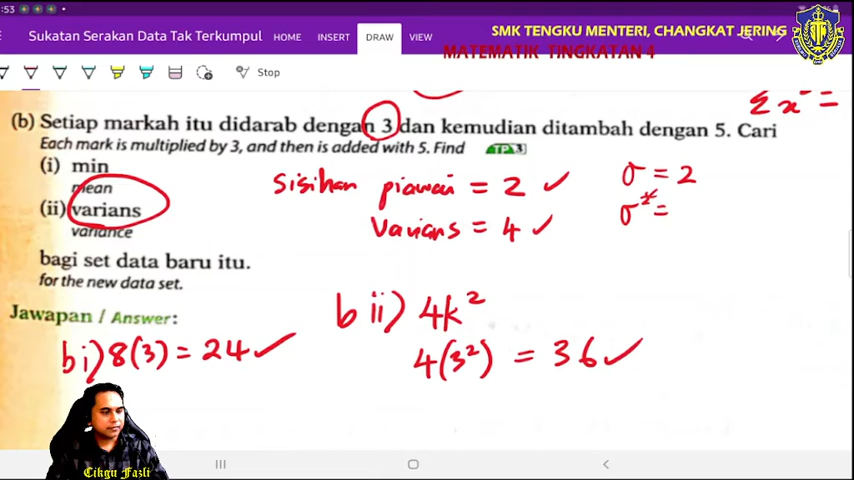 :53
Sukatan Serakan Data Tak Terkumpul
HOME INSERT DRAW VIEW
SMK TENGKU MENTERI, CHANGKAT JERING
MATEMATIK TINGKATAN 4
Stop
Σx² =
(b) Setiap markah itu didarab dengan 3 dan kemudian ditambah dengan 5. Cari
Each mark is multiplied by 3, and then is added with 5. Find TP 3
(i) min
mean
(ii) varians
variance
sisihan piawai = 2 ✓
varians = 4 ✓
σ = 2
σ² =
bagi set data baru itu.
for the new data set.
Jawapan / Answer:
b i) 8(3) = 24 ✓
b ii) 4k²
4(3²) = 36 ✓
Cikgu Fazli